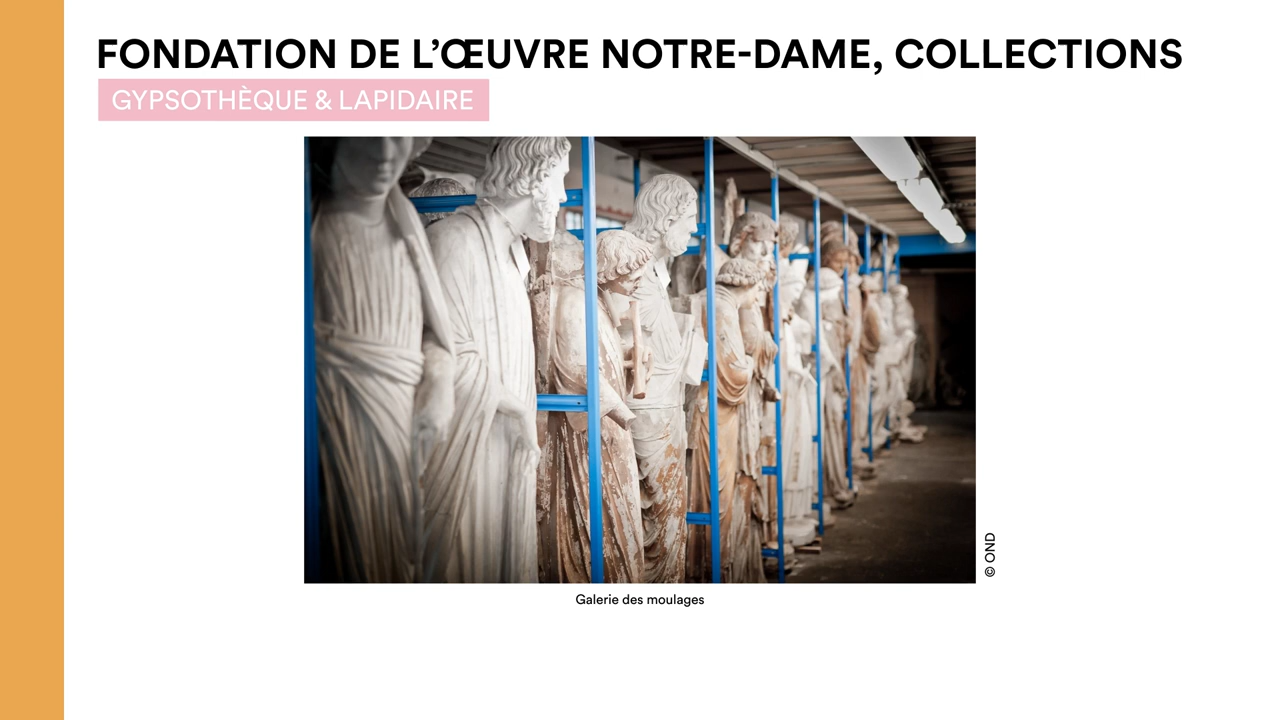 FONDATION DE L’ŒUVRE NOTRE-DAME, COLLECTIONS
GYPSOTHÈQUE & LAPIDAIRE
© OND
Galerie des moulages